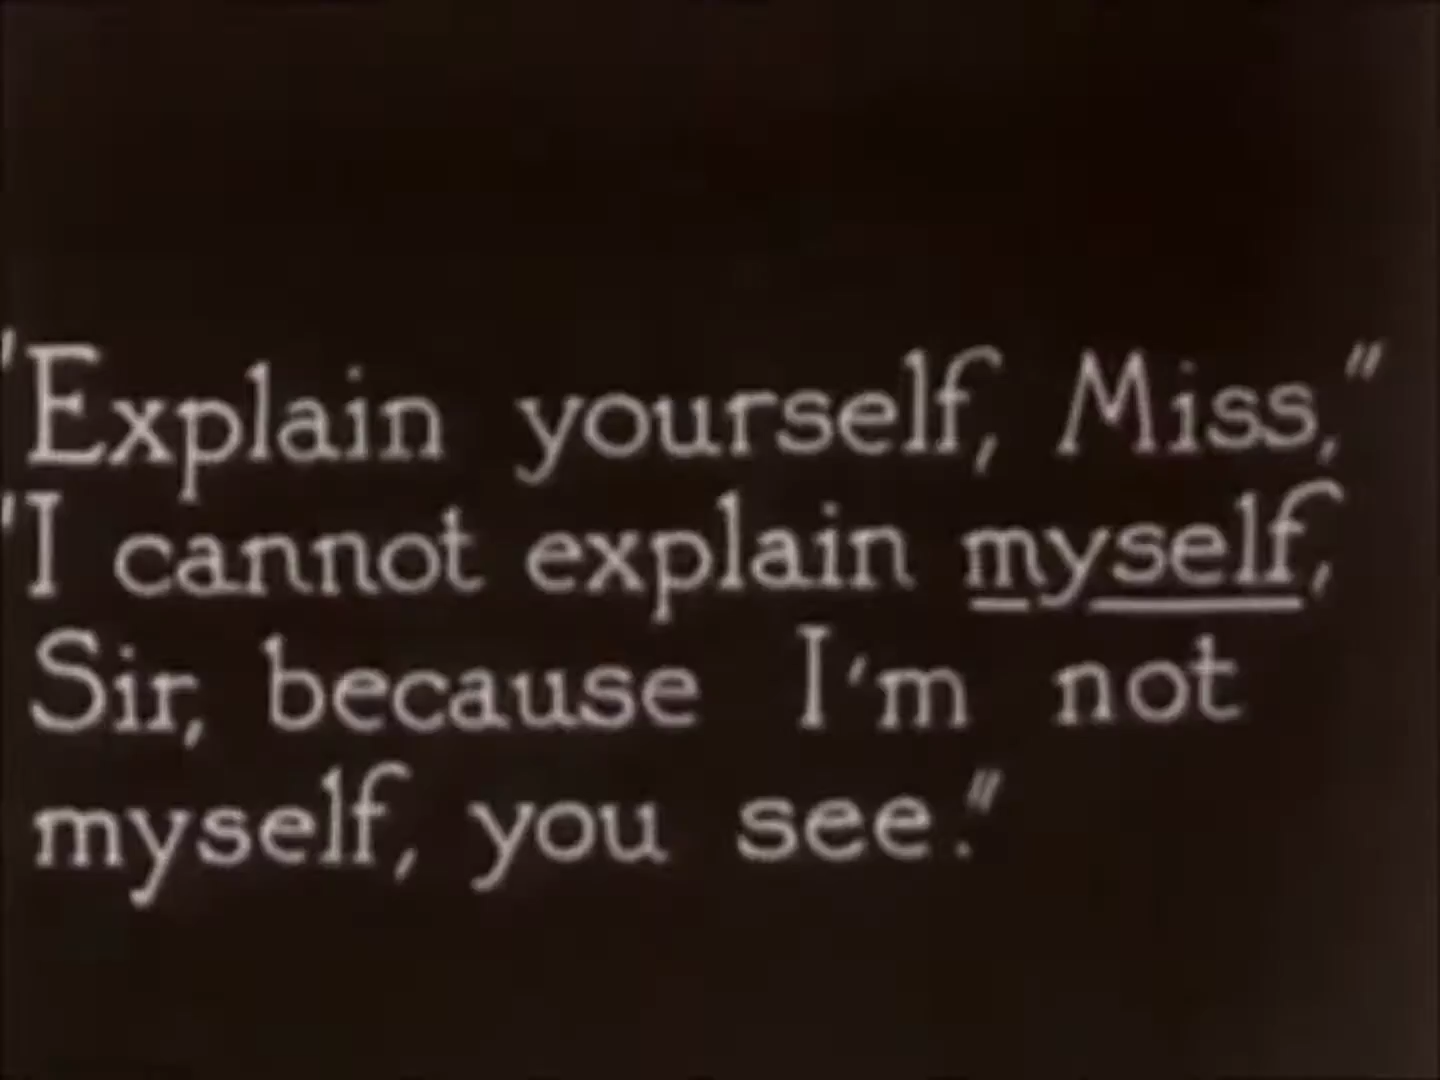 "Explain yourself, Miss,"
"I cannot explain myself,
Sir, because I'm not
myself, you see."